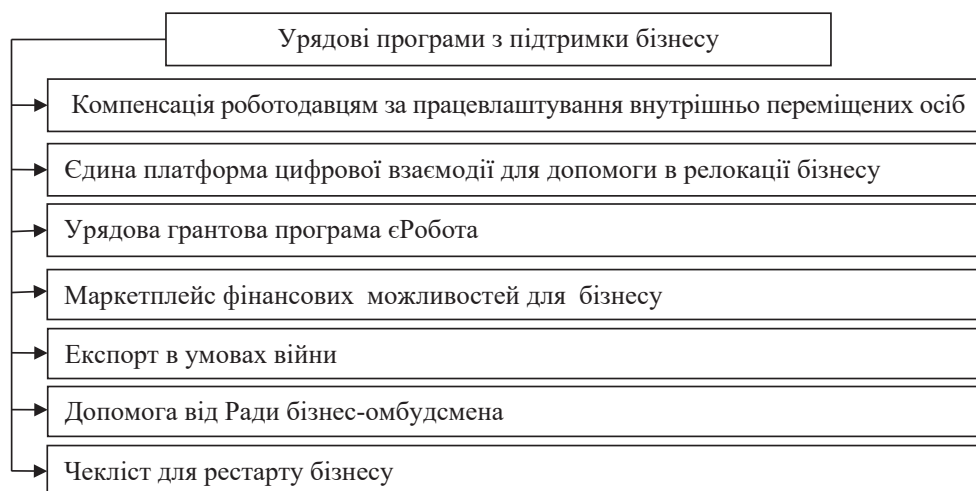 Урядові програми з підтримки бізнесу
Компенсація роботодавцям за працевлаштування внутрішньо переміщених осіб
Єдина платформа цифрової взаємодії для допомоги в релокації бізнесу
Урядова грантова програма єРобота
Маркетплейс фінансових можливостей для бізнесу
Експорт в умовах війни
Допомога від Ради бізнес-омбудсмена
Чекліст для рестарту бізнесу